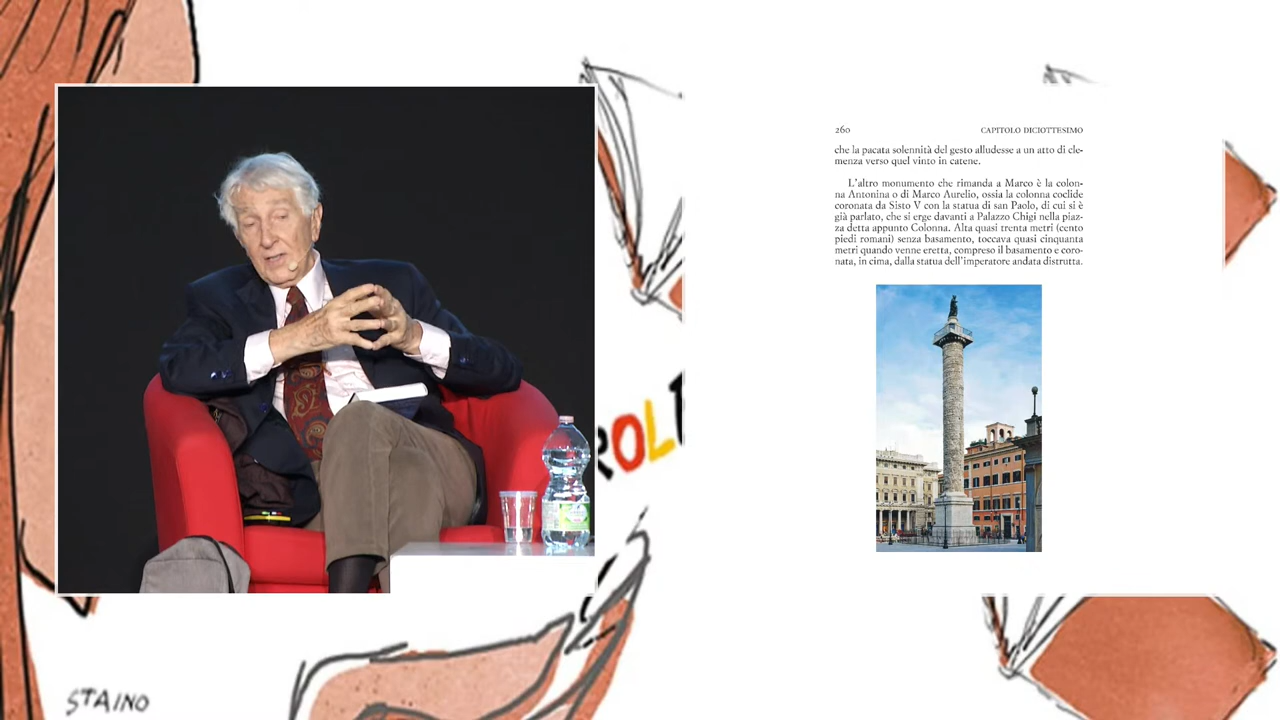 260 CAPITOLO DICIOTTESIMO
che la pacata solennità del gesto alludesse a un atto di cle-
menza verso quel vinto in catene.
L'altro monumento che rimanda a Marco è la colon-
na Antonina o di Marco Aurelio, ossia la colonna coclide
coronata da Sisto V con la statua di san Paolo, di cui si è
già parlato, che si erge davanti a Palazzo Chigi nella piaz-
za detta appunto Colonna. Alta quasi trenta metri (cento
piedi romani) senza basamento, toccava quasi cinquanta
metri quando venne eretta, compreso il basamento e coro-
nata, in cima, dalla statua dell'imperatore andata distrutta.
ROLI
STAINO